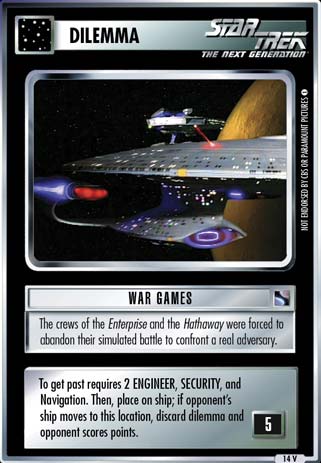 DILEMMA
STAR TREK
THE NEXT GENERATION®
NOT ENDORSED BY CBS OR PARAMOUNT PICTURES
WAR GAMES
The crews of the Enterprise and the Hathaway were forced to
abandon their simulated battle to confront a real adversary.
To get past requires 2 ENGINEER, SECURITY, and
Navigation. Then, place on ship; if opponent's
ship moves to this location, discard dilemma and
opponent scores points.
5
14 V